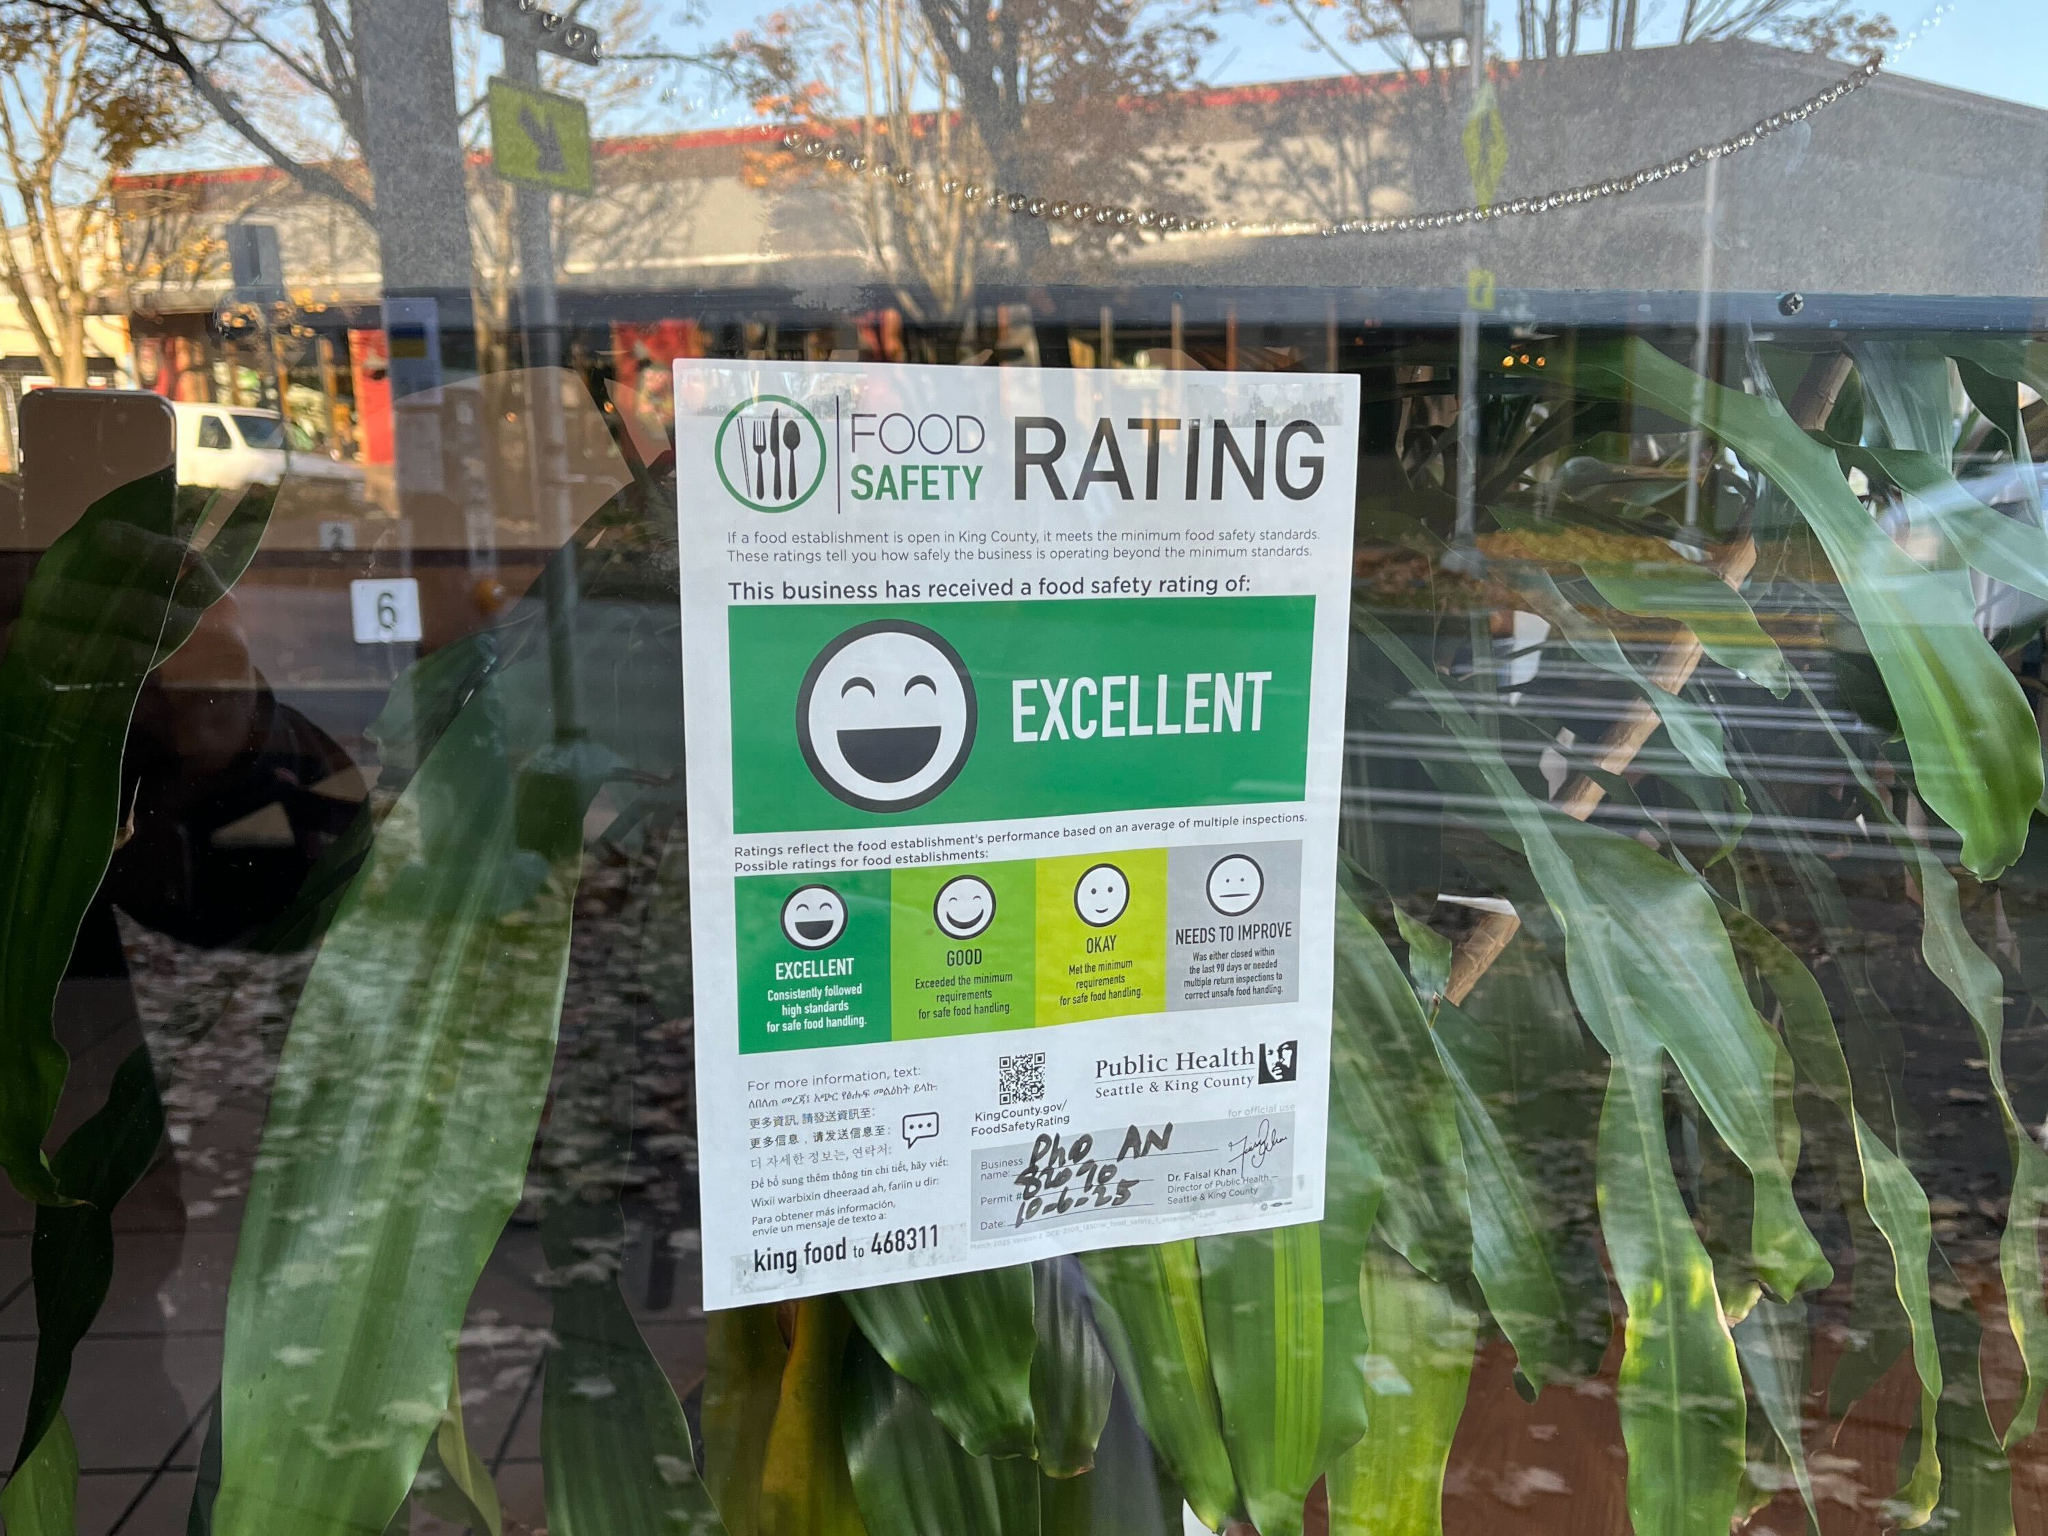 FOOD
SAFETY
RATING
If a food establishment is open in King County, it meets the minimum food safety standards.
These ratings tell you how safely the business is operating beyond the minimum standards.
This business has received a food safety rating of:
EXCELLENT
Ratings reflect the food establishment's performance based on an average of multiple inspections.
Possible ratings for food establishments:
EXCELLENT
Consistently followed
high standards
for safe food handling.
GOOD
Exceeded the minimum
requirements
for safe food handling.
OKAY
Met the minimum
requirements
for safe food handling.
NEEDS TO IMPROVE
Was either closed within
the last 90 days or needed
multiple return inspections to
correct unsafe food handling.
For more information, text:
ለበለጠ መረጃ፣ አጭር የፅሑፍ መልዕክት ይላኩ-
更多資訊, 請發送資訊至:
更多信息，请发送信息至:
더 자세한 정보는, 연락처:
Để bổ sung thêm thông tin chi tiết, hãy viết:
Wixii warbixin dheeraad ah, fariin u dir:
Para obtener más información,
envíe un mensaje de texto a:
king food to 468311
KingCounty.gov/
FoodSafetyRating
Public Health
Seattle & King County
for official use
Business
name: Pho AN
Permit # 82090
Date: 10-6-25
Dr. Faisal Khan
Director of Public Health –
Seattle & King County
6
2